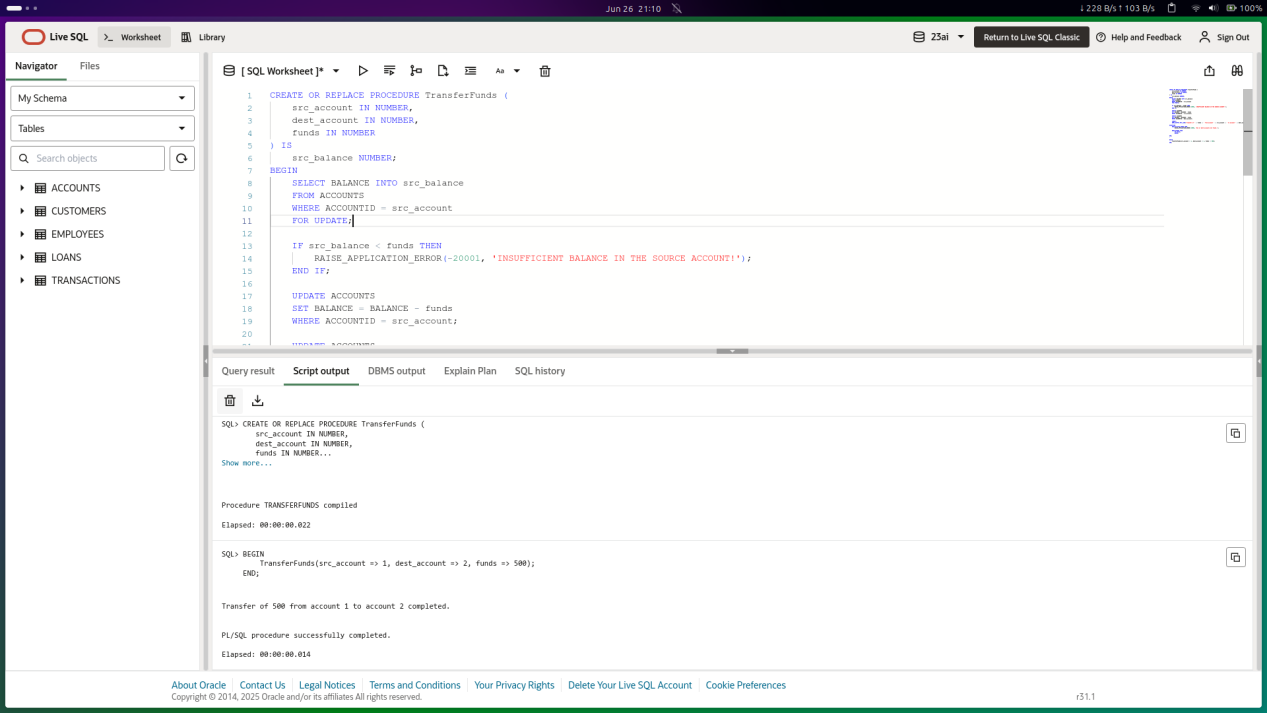 Jun 26 21:10
↓ 228 B/s ↑ 103 B/s
100%
Live SQL
Worksheet
Library
23ai
Return to Live SQL Classic
Help and Feedback
Sign Out
Navigator
Files
My Schema
Tables
Search objects
ACCOUNTS
CUSTOMERS
EMPLOYEES
LOANS
TRANSACTIONS
[ SQL Worksheet ]*
Aa
1 CREATE OR REPLACE PROCEDURE TransferFunds (
2 src_account IN NUMBER,
3 dest_account IN NUMBER,
4 funds IN NUMBER
5 ) IS
6 src_balance NUMBER;
7 BEGIN
8 SELECT BALANCE INTO src_balance
9 FROM ACCOUNTS
10 WHERE ACCOUNTID = src_account
11 FOR UPDATE;
12
13 IF src_balance < funds THEN
14 RAISE_APPLICATION_ERROR(-20001, 'INSUFFICIENT BALANCE IN THE SOURCE ACCOUNT!');
15 END IF;
16
17 UPDATE ACCOUNTS
18 SET BALANCE = BALANCE - funds
19 WHERE ACCOUNTID = src_account;
20
21 UPDATE ACCOUNTS
Query result
Script output
DBMS output
Explain Plan
SQL history
SQL> CREATE OR REPLACE PROCEDURE TransferFunds (
src_account IN NUMBER,
dest_account IN NUMBER,
funds IN NUMBER...
Show more...
Procedure TRANSFERFUNDS compiled
Elapsed: 00:00:00.022
SQL> BEGIN
TransferFunds(src_account => 1, dest_account => 2, funds => 500);
END;
Transfer of 500 from account 1 to account 2 completed.
PL/SQL procedure successfully completed.
Elapsed: 00:00:00.014
About Oracle
Contact Us
Legal Notices
Terms and Conditions
Your Privacy Rights
Delete Your Live SQL Account
Cookie Preferences
Copyright © 2014, 2025 Oracle and/or its affiliates All rights reserved.
r31.1